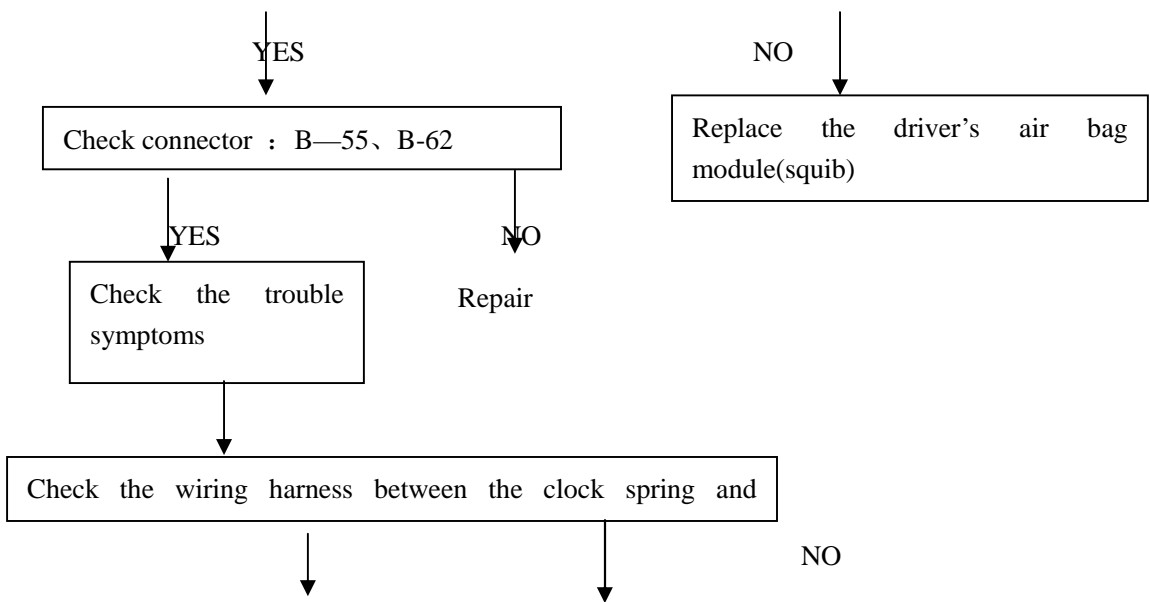 YES
NO
Check connector ：B—55、B-62
Replace the driver’s air bag
module(squib)
YES
NO
Check the trouble
symptoms
Repair
Check the wiring harness between the clock spring and
NO